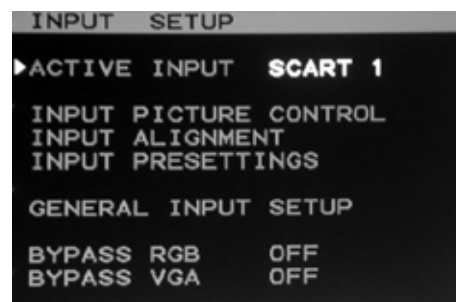 INPUT SETUP
ACTIVE INPUT SCART 1
INPUT PICTURE CONTROL
INPUT ALIGNMENT
INPUT PRESETTINGS
GENERAL INPUT SETUP
BYPASS RGB OFF
BYPASS VGA OFF